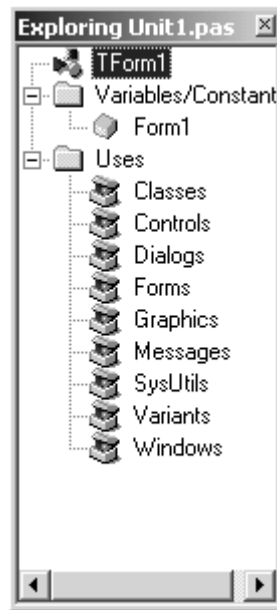 Exploring Unit1.pas
TForm1
Variables/Constant
Form1
Uses
Classes
Controls
Dialogs
Forms
Graphics
Messages
SysUtils
Variants
Windows